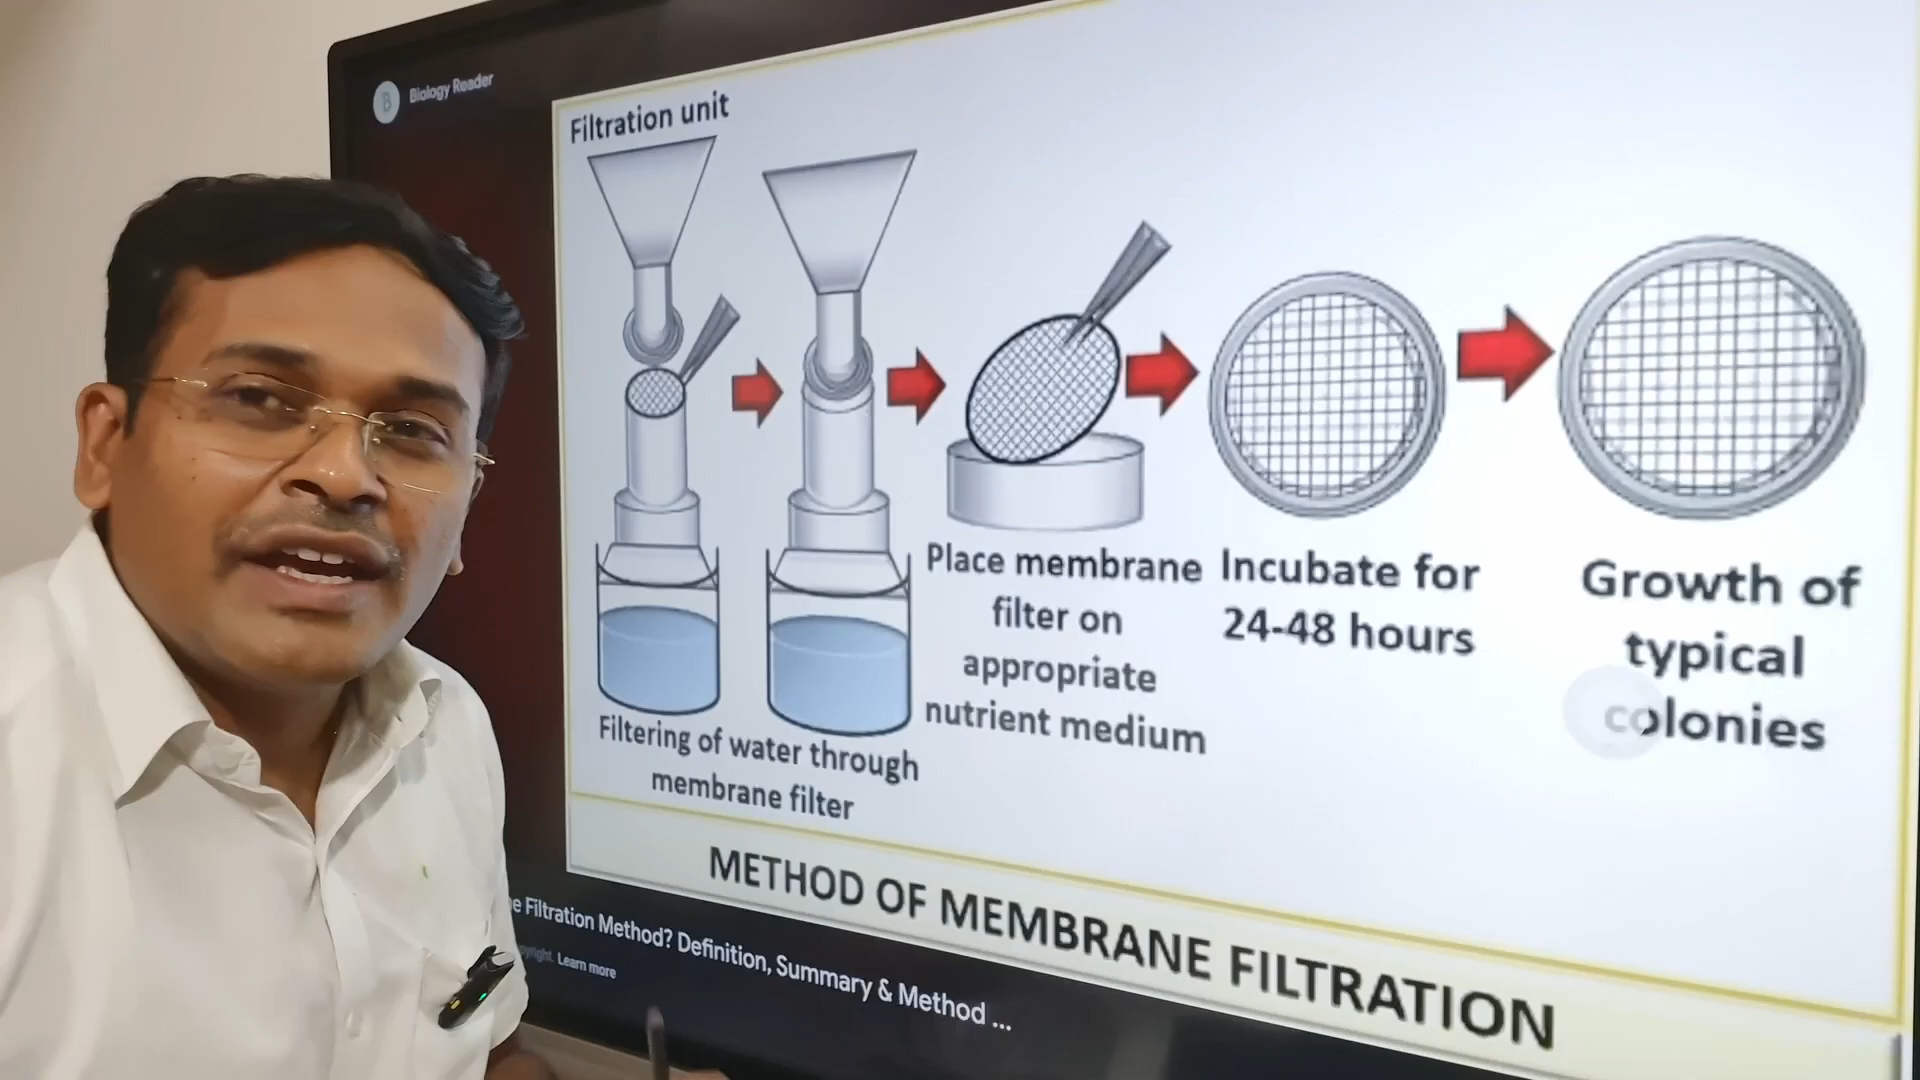 B Biology Reader
Filtration unit
Filtering of water through
membrane filter
Place membrane
filter on
appropriate
nutrient medium
Incubate for
24-48 hours
Growth of
typical
colonies
METHOD OF MEMBRANE FILTRATION
Filtration Method? Definition, Summary & Method ...
Learn more